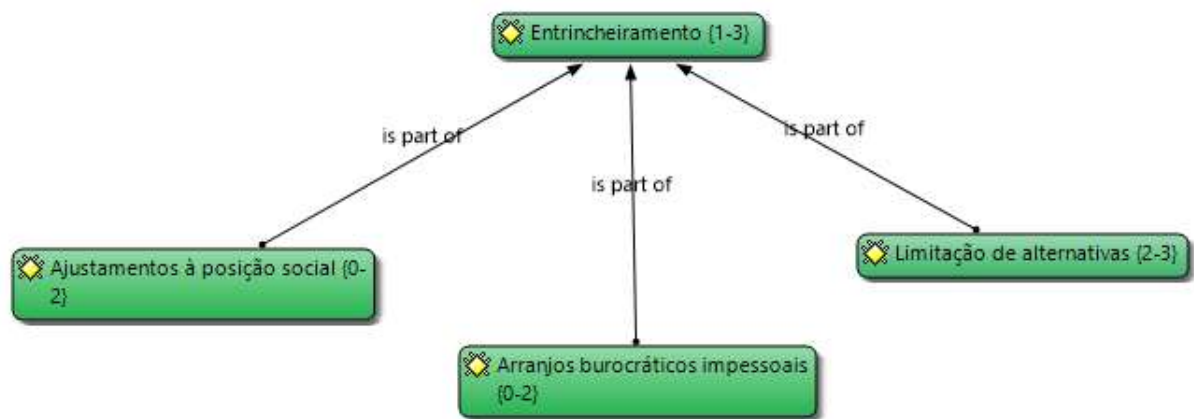 Entrincheiramento {1-3}
is part of
is part of
is part of
Ajustamentos à posição social {0-
2}
Limitação de alternativas {2-3}
Arranjos burocráticos impessoais
{0-2}